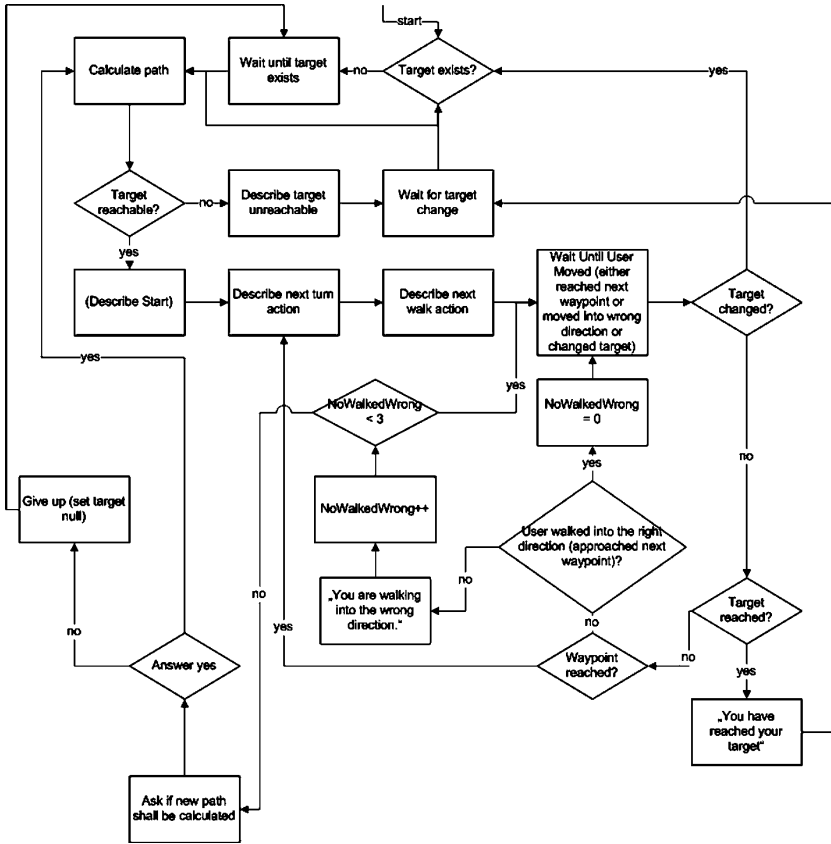 start
Calculate path
Wait until target
exists
no
Target exists?
yes
Target
reachable?
no
Describe target
unreachable
Wait for target
change
yes
(Describe Start)
Describe next turn
action
Describe next
walk action
Wait Until User
Moved (either
reached next
waypoint or
moved into wrong
direction or
changed target)
Target
changed?
yes
yes
NoWalkedWrong
< 3
NoWalkedWrong
= 0
no
yes
Give up (set target
null)
NoWalkedWrong++
User walked into the right
direction (approached next
waypoint)?
no
no
„You are walking
into the wrong
direction.“
yes
no
Target
reached?
no
Answer yes
Waypoint
reached?
no
yes
„You have
reached your
target“
Ask if new path
shall be calculated